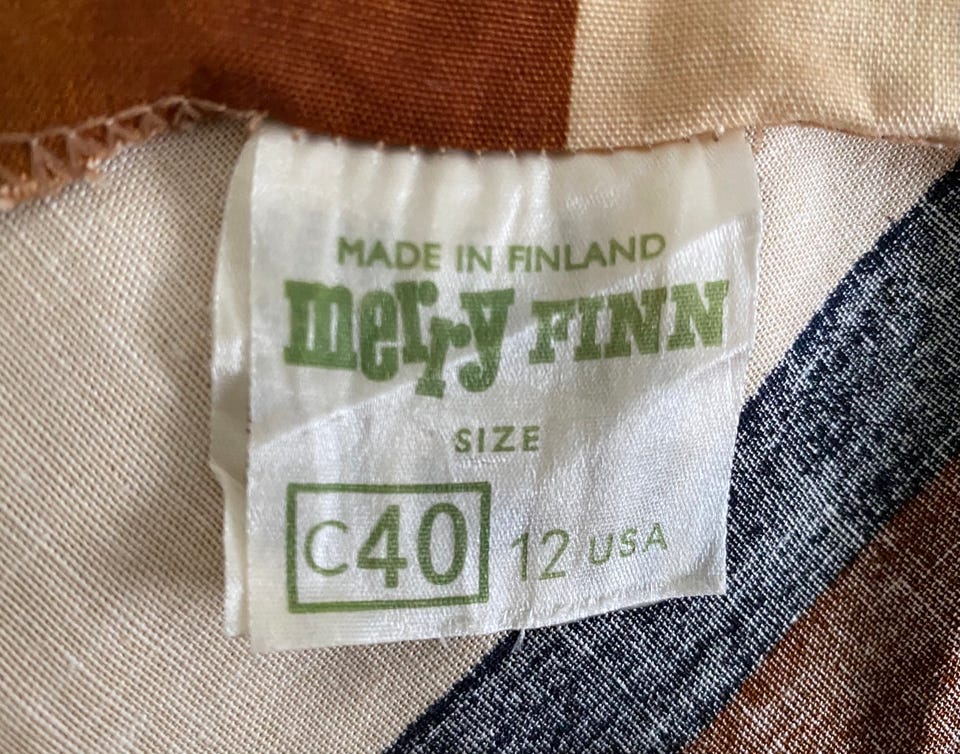 MADE IN FINLAND
merry FINN
SIZE
C40 12 USA